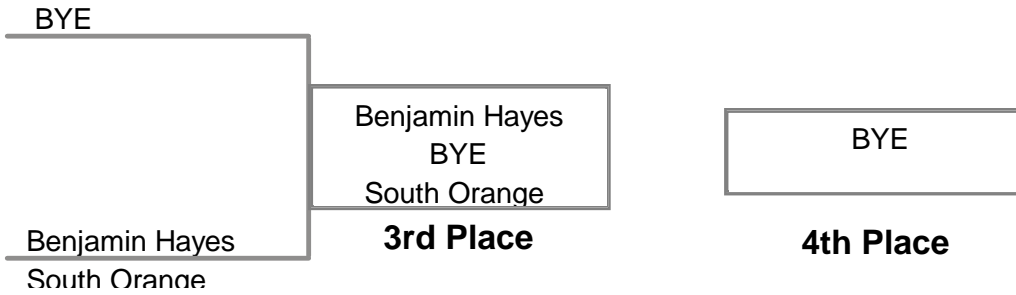 BYE
Benjamin Hayes
BYE
South Orange
3rd Place
BYE
4th Place
Benjamin Hayes
South Orange